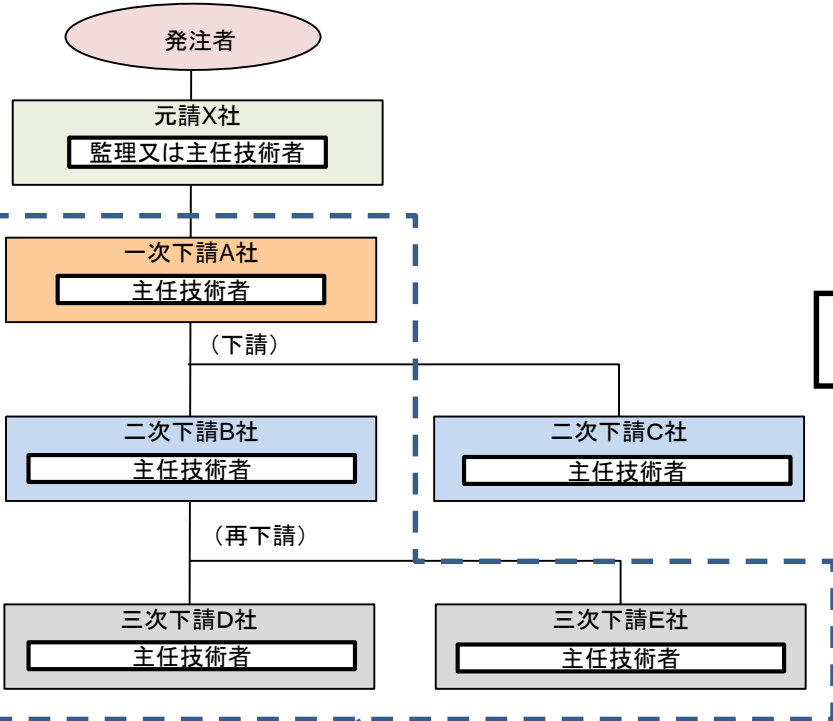 発注者
元請X社
監理又は主任技術者
一次下請A社
主任技術者
（下請）
二次下請B社
主任技術者
二次下請C社
主任技術者
（再下請）
三次下請D社
主任技術者
三次下請E社
主任技術者